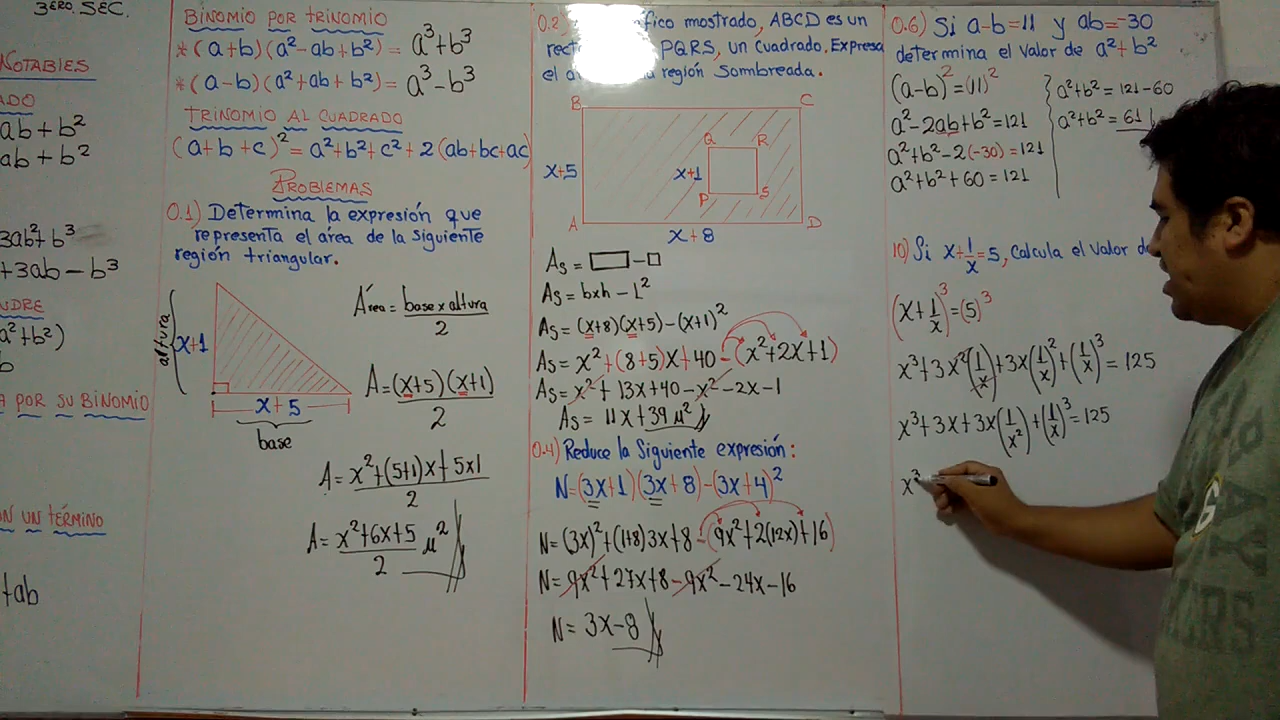 3ERO. SEC.
NOTABLES
ADO
ab + b²
ab + b²
3ab² + b³
+3ab - b³
a² + b²)
b
A POR SU BINOMIO
ON UN TÉRMINO
+ab
BINOMIO POR TRINOMIO
*(a+b)(a²-ab+b²) = a³+b³
*(a-b)(a²+ab+b²) = a³-b³
TRINOMIO AL CUADRADO
(a+b+c)² = a²+b²+c²+2(ab+bc+ac)
PROBLEMAS
0.1) Determina la expresión que
representa el área de la siguiente
región triangular.
altura
x+1
x+5
base
Área = base x altura / 2
A = (x+5)(x+1) / 2
A = x²+(5+1)x+5x1 / 2
A = x²+6x+5 / 2 μ²
0.2) fico mostrado, ABCD es un
PQRS, un cuadrado. Expresa
el región sombreada.
B C
Q R
x+5 x+1
P S
A D
x+8
As = ▭ - □
As = bxh - L²
As = (x+8)(x+5)-(x+1)²
As = x²+(8+5)x+40-(x²+2x+1)
As = x²+13x+40-x²-2x-1
As = 11x+39 μ²
0.4) Reduce la siguiente expresión:
N=(3x+1)(3x+8)-(3x+4)²
N=(3x)²+(1+8)3x+8-(9x²+2(12x)+16)
N=9x²+27x+8-9x²-24x-16
N= 3x-8
0.6) Si a-b=11 y ab=-30
determina el valor de a²+b²
(a-b)²=(11)²
a²-2ab+b²=121
a²+b²-2(-30)=121
a²+b²+60=121
a²+b²=121-60
a²+b²=61
10) Si x+1/x=5, Calcula el valor d
(x+1/x)³=(5)³
x³+3x²(1/x)+3x(1/x)²+(1/x)³=125
x³+3x+3x(1/x²)+(1/x)³=125
x³